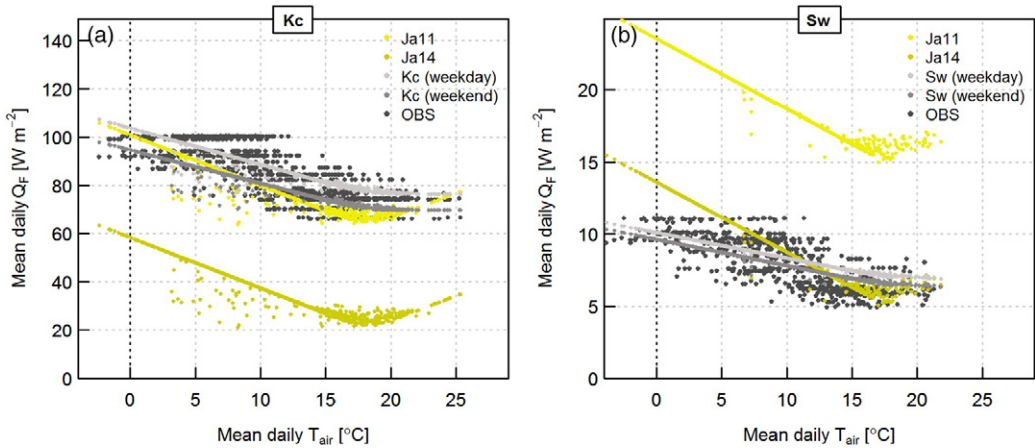 Kc
(a)
Ja11
Ja14
Kc (weekday)
Kc (weekend)
OBS
140
120
100
80
60
40
20
0
Mean daily Q_F [W m⁻²]
0 5 10 15 20 25
Mean daily T_air [°C]
Sw
(b)
Ja11
Ja14
Sw (weekday)
Sw (weekend)
OBS
20
15
10
5
0
Mean daily Q_F [W m⁻²]
0 5 10 15 20 25
Mean daily T_air [°C]